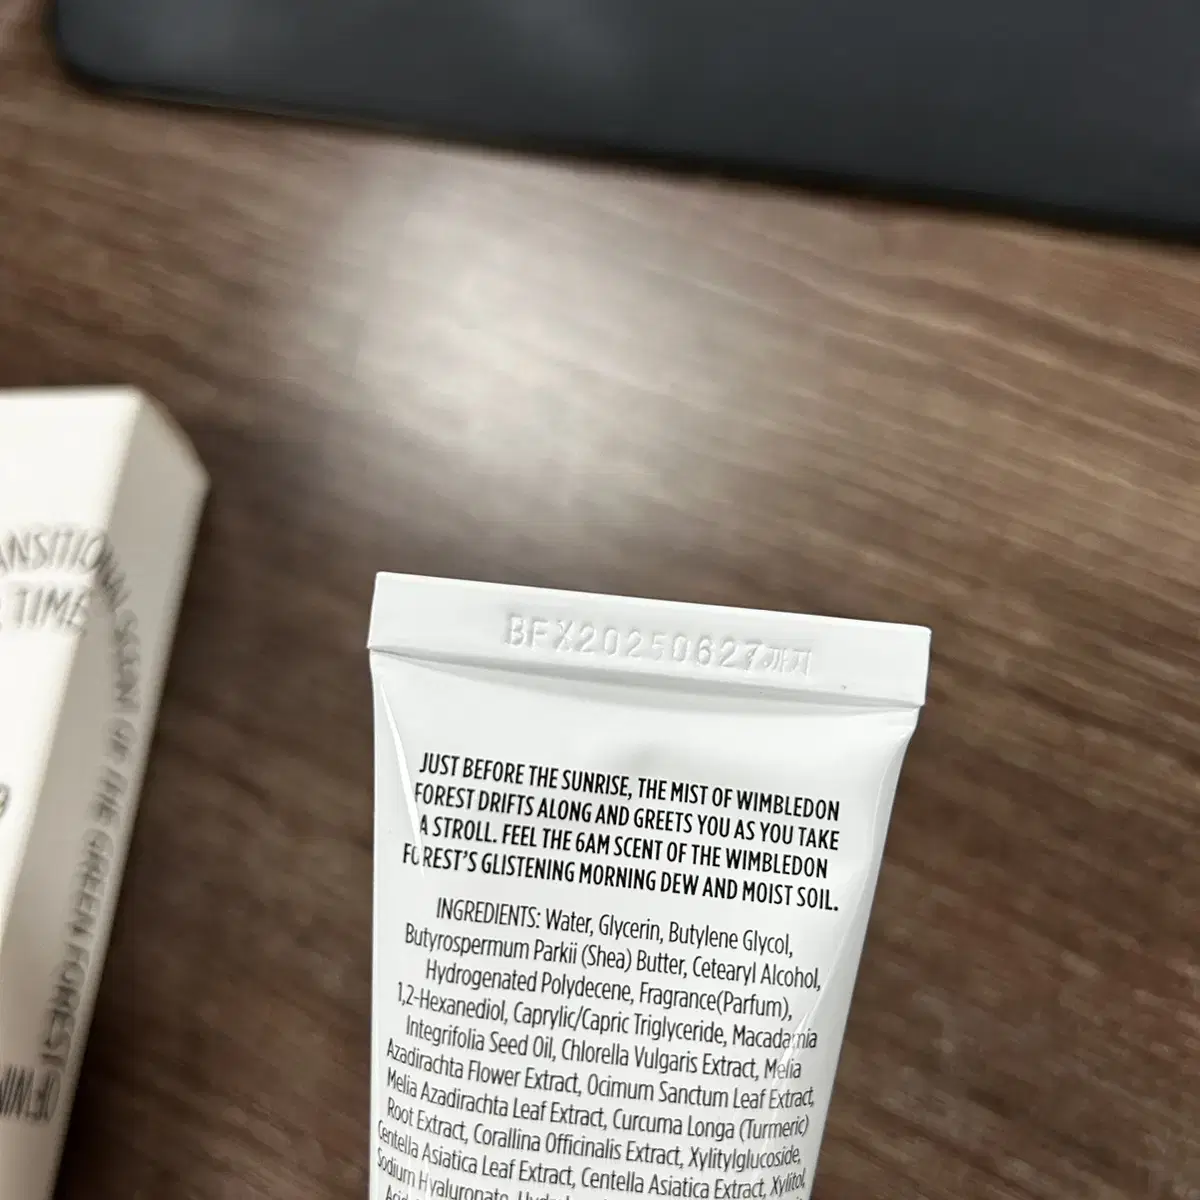 TRANSITIONAL SCENT OF THE GREEN FOREST
TIME
BFX20250627까지
JUST BEFORE THE SUNRISE, THE MIST OF WIMBLEDON
FOREST DRIFTS ALONG AND GREETS YOU AS YOU TAKE
A STROLL. FEEL THE 6AM SCENT OF THE WIMBLEDON
FOREST'S GLISTENING MORNING DEW AND MOIST SOIL.
INGREDIENTS: Water, Glycerin, Butylene Glycol,
Butyrospermum Parkii (Shea) Butter, Cetearyl Alcohol,
Hydrogenated Polydecene, Fragrance(Parfum),
1,2-Hexanediol, Caprylic/Capric Triglyceride, Macadamia
Integrifolia Seed Oil, Chlorella Vulgaris Extract, Melia
Azadirachta Flower Extract, Ocimum Sanctum Leaf Extract,
Melia Azadirachta Leaf Extract, Curcuma Longa (Turmeric)
Root Extract, Corallina Officinalis Extract, Xylitylglucoside,
Centella Asiatica Leaf Extract, Centella Asiatica Extract, Xylitol,
Sodium Hyaluronate,